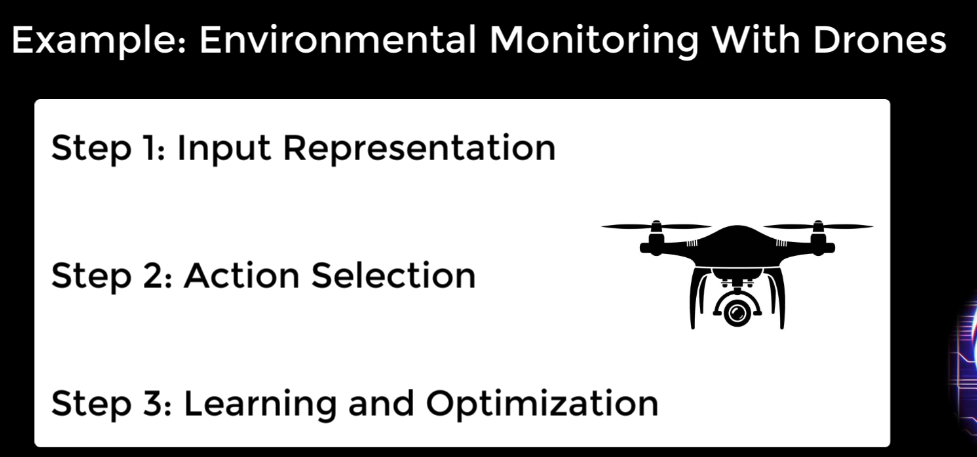 Example: Environmental Monitoring With Drones
Step 1: Input Representation
Step 2: Action Selection
Step 3: Learning and Optimization